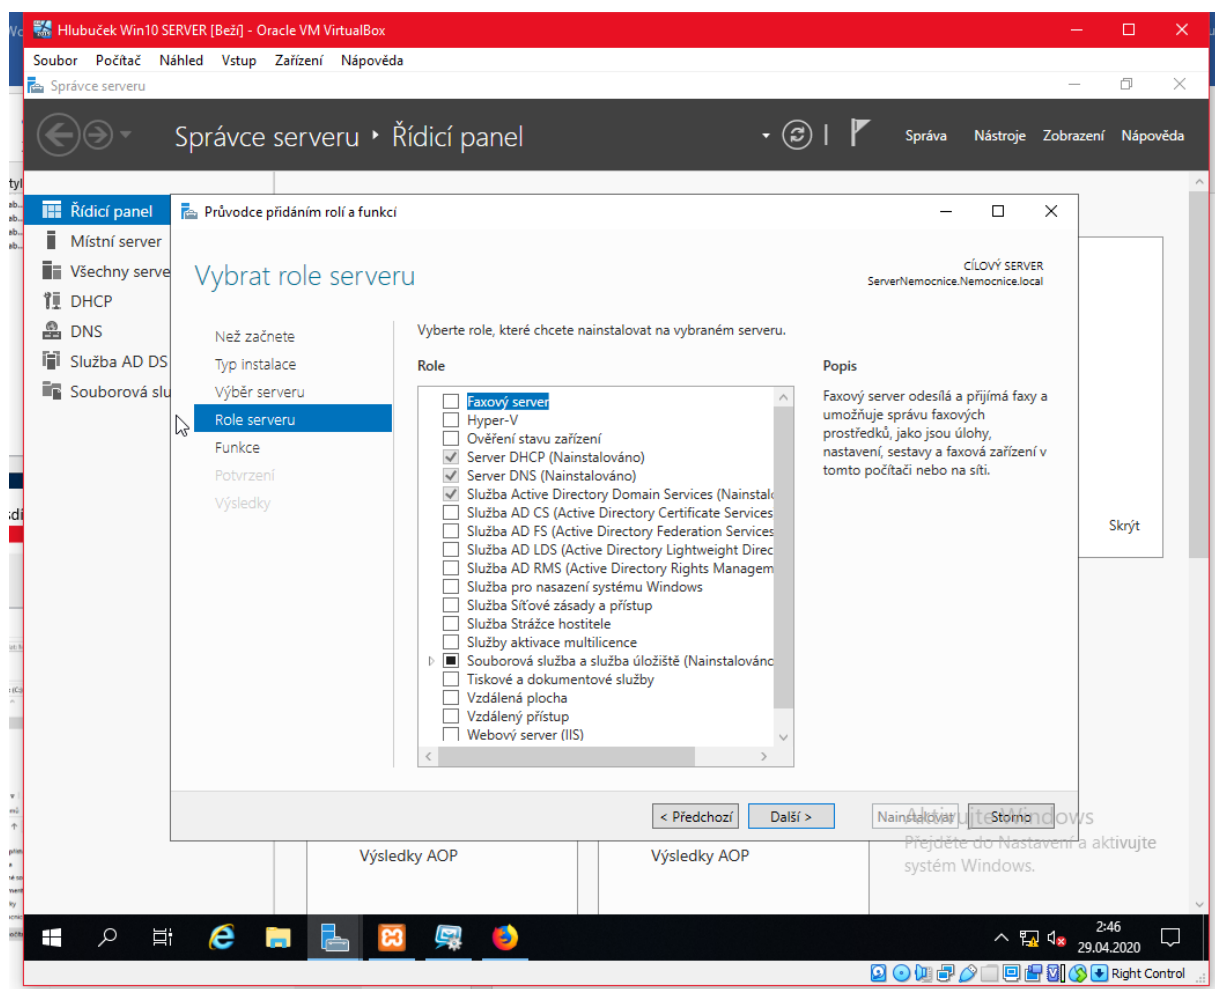 Hlubuček Win10 SERVER [Beží] - Oracle VM VirtualBox
Soubor Počítač Náhled Vstup Zařízení Nápověda
Správce serveru
Správce serveru ‣ Řídicí panel
Správa Nástroje Zobrazení Nápověda
Řídicí panel
Místní server
Všechny serve
DHCP
DNS
Služba AD DS
Souborová slu
Průvodce přidáním rolí a funkcí
Vybrat role serveru
CÍLOVÝ SERVER
ServerNemocnice.Nemocnice.local
Než začnete
Typ instalace
Výběr serveru
Role serveru
Funkce
Potvrzení
Výsledky
Vyberte role, které chcete nainstalovat na vybraném serveru.
Role
Faxový server
Hyper-V
Ověření stavu zařízení
Server DHCP (Nainstalováno)
Server DNS (Nainstalováno)
Služba Active Directory Domain Services (Nainstalo
Služba AD CS (Active Directory Certificate Services
Služba AD FS (Active Directory Federation Services
Služba AD LDS (Active Directory Lightweight Direc
Služba AD RMS (Active Directory Rights Managem
Služba pro nasazení systému Windows
Služba Síťové zásady a přístup
Služba Strážce hostitele
Služby aktivace multilicence
Souborová služba a služba úložiště (Nainstalováno
Tiskové a dokumentové služby
Vzdálená plocha
Vzdálený přístup
Webový server (IIS)
Popis
Faxový server odesílá a přijímá faxy a
umožňuje správu faxových
prostředků, jako jsou úlohy,
nastavení, sestavy a faxová zařízení v
tomto počítači nebo na síti.
Skrýt
< Předchozí Další > Nainstalovat Storno
Aktivujte Windows
Přejděte do Nastavení a aktivujte
systém Windows.
Výsledky AOP Výsledky AOP
2:46
29.04.2020
Right Control